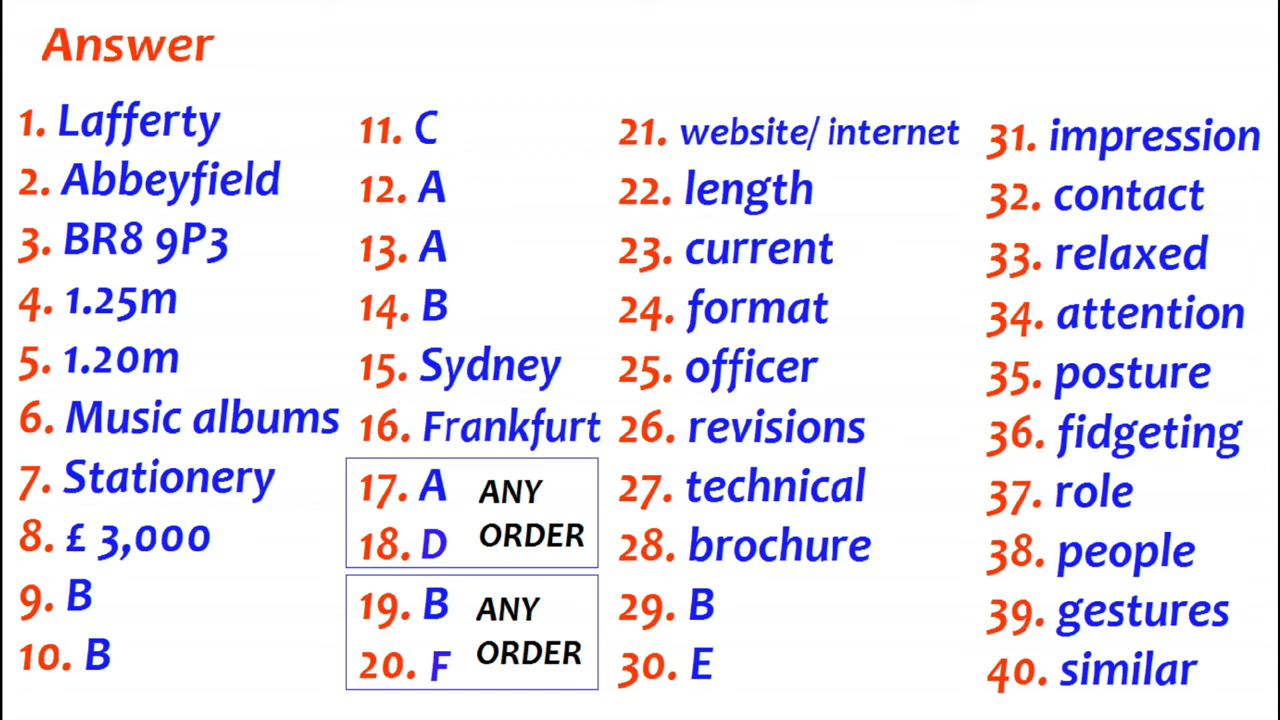 Answer
1. Lafferty
2. Abbeyfield
3. BR8 9P3
4. 1.25m
5. 1.20m
6. Music albums
7. Stationery
8. £ 3,000
9. B
10. B
11. C
12. A
13. A
14. B
15. Sydney
16. Frankfurt
17. A ANY
18. D ORDER
19. B ANY
20. F ORDER
21. website/ internet
22. length
23. current
24. format
25. officer
26. revisions
27. technical
28. brochure
29. B
30. E
31. impression
32. contact
33. relaxed
34. attention
35. posture
36. fidgeting
37. role
38. people
39. gestures
40. similar